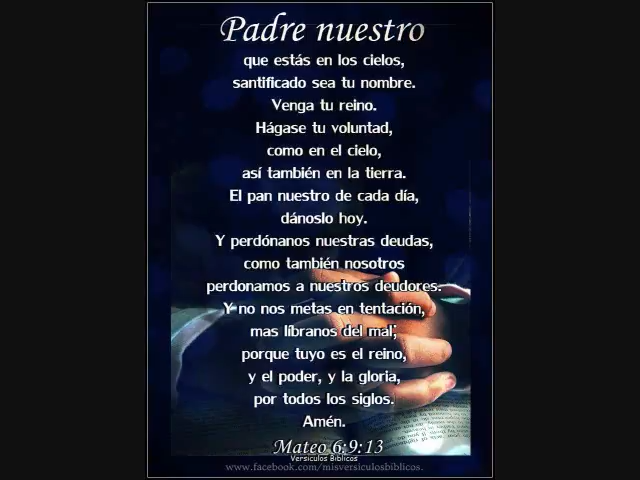 Padre nuestro
que estás en los cielos,
santificado sea tu nombre.
Venga tu reino.
Hágase tu voluntad,
como en el cielo,
así también en la tierra.
El pan nuestro de cada día,
dánoslo hoy.
Y perdónanos nuestras deudas,
como también nosotros
perdonamos a nuestros deudores.
Y no nos metas en tentación,
mas líbranos del mal;
porque tuyo es el reino,
y el poder, y la gloria,
por todos los siglos.
Amén.
Mateo 6:9:13
Versiculos Biblicos
www.facebook.com/misversiculosbiblicos.